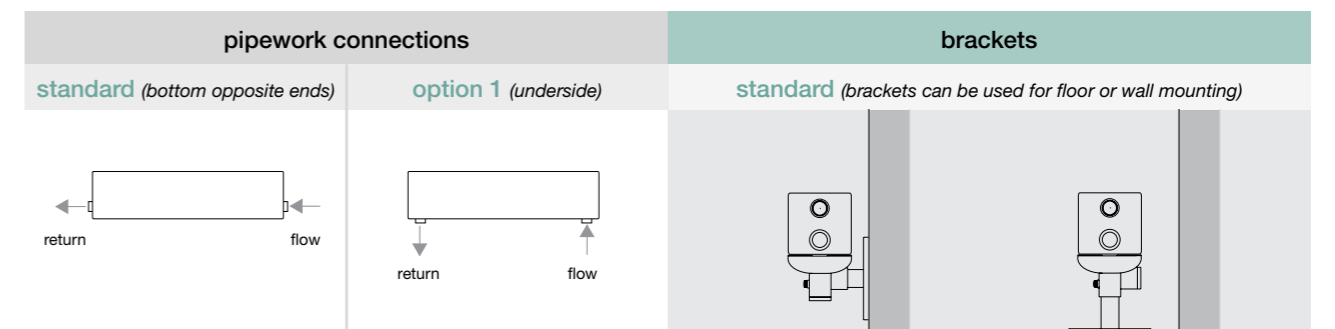 pipework connections
brackets
standard (bottom opposite ends)
option 1 (underside)
standard (brackets can be used for floor or wall mounting)
return
flow
return
flow